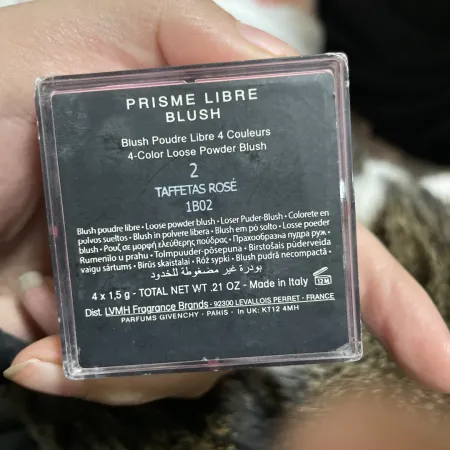 PRISME LIBRE
BLUSH
Blush Poudre Libre 4 Couleurs
4-Color Loose Powder Blush
2
TAFFETAS ROSÉ
1B02
Blush poudre libre • Loose powder blush • Loser Puder-Blush • Colorete en
pulvos sueltos • Blush in polvere libera • Blush em pó solto • Losse poeder
blush • Ρουζ σε μορφή ελεύθερης πούδρας • Прахообразна пудра руж •
Rumenilo u prahu • Tolmpuuder-põsepuna • Birstošais pūderveida
vaigu sārtums • Birūs skaistalai • Róż sypki • Blush pudră necompactă •
بودرة غير مضغوطة للخدود
4 x 1,5 g - TOTAL NET WT .21 OZ - Made in Italy
12M
Dist. LVMH Fragrance Brands - 92300 LEVALLOIS PERRET - FRANCE
PARFUMS GIVENCHY - PARIS - In UK: KT12 4MH